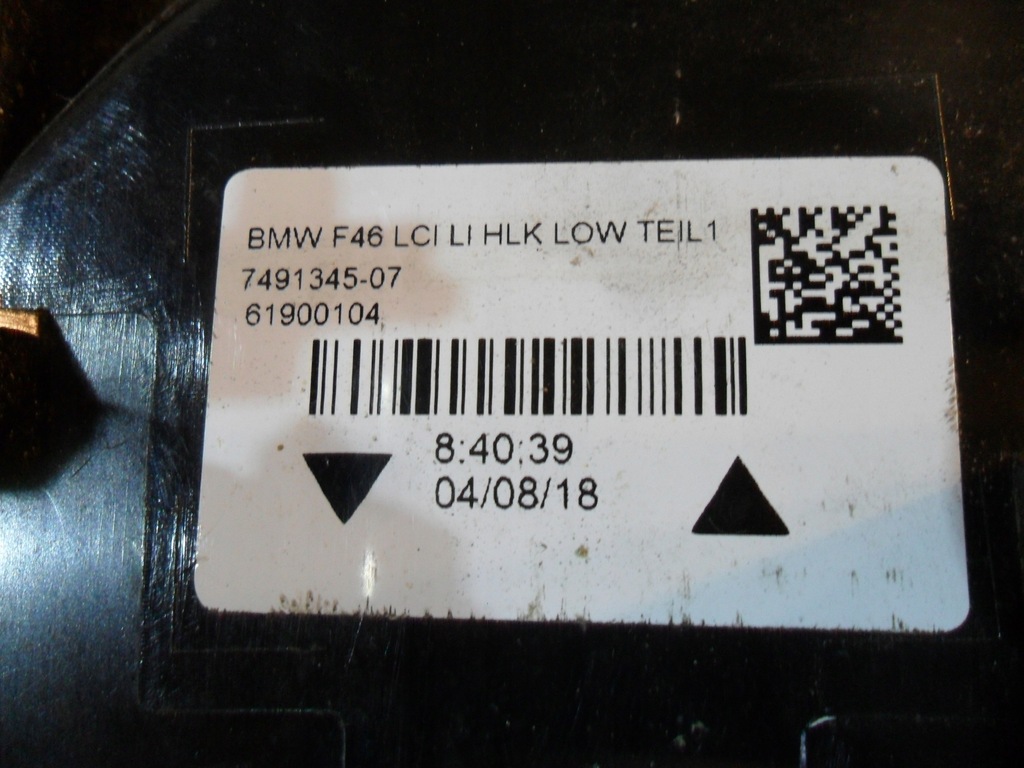 BMW F46 LCI LI HLK LOW TEIL1
7491345-07
61900104
8:40:39
04/08/18